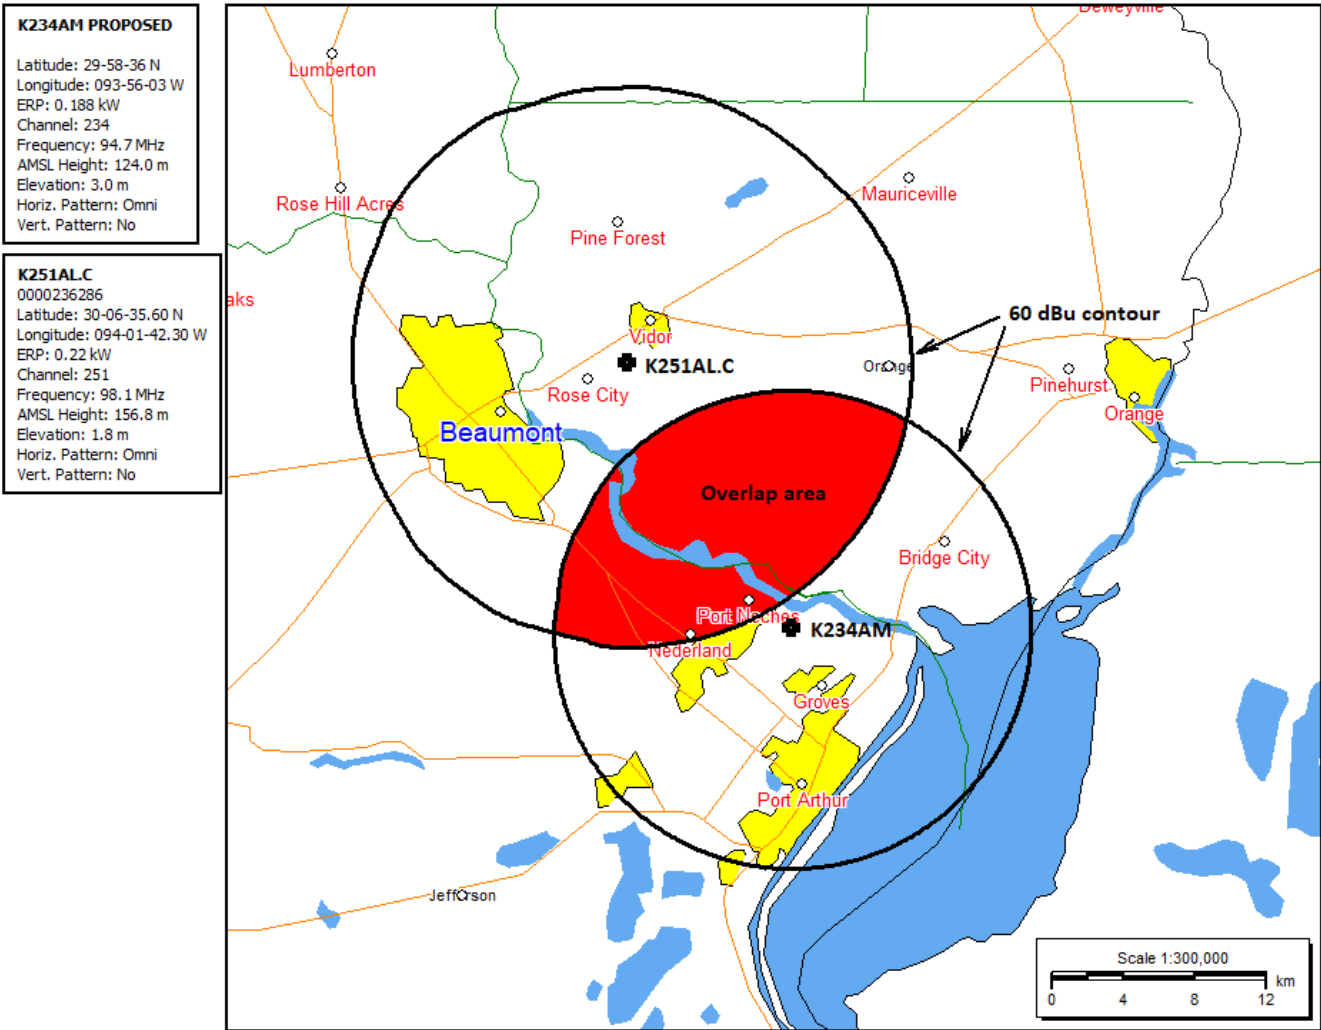 K234AM PROPOSED
Latitude: 29-58-36 N
Longitude: 093-56-03 W
ERP: 0.188 kW
Channel: 234
Frequency: 94.7 MHz
AMSL Height: 124.0 m
Elevation: 3.0 m
Horiz. Pattern: Omni
Vert. Pattern: No
K251AL.C
0000236286
Latitude: 30-06-35.60 N
Longitude: 094-01-42.30 W
ERP: 0.22 kW
Channel: 251
Frequency: 98.1 MHz
AMSL Height: 156.8 m
Elevation: 1.8 m
Horiz. Pattern: Omni
Vert. Pattern: No
Deweyville
Lumberton
Mauriceville
Rose Hill Acres
Pine Forest
aks
60 dBu contour
Vidor
K251AL.C
Orange
Pinehurst
Rose City
Orange
Beaumont
Overlap area
Bridge City
Port Neches
K234AM
Nederland
Groves
Port Arthur
Jefferson
Scale 1:300,000
km
0 4 8 12